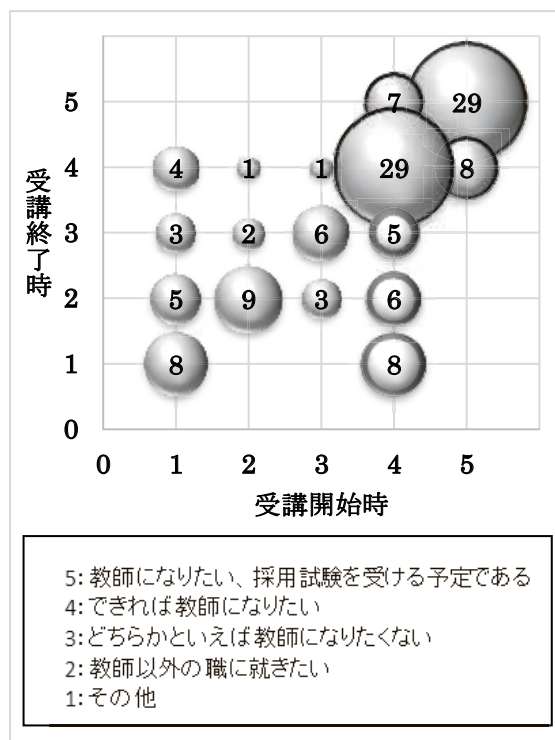 5
7
29
受講終了時
4
4
1
1
29
8
3
3
2
6
5
2
5
9
3
6
1
8
8
0
0 1 2 3 4 5
受講開始時
5:教師になりたい、採用試験を受ける予定である
4:できれば教師になりたい
3:どちらかといえば教師になりたくない
2:教師以外の職に就きたい
1:その他